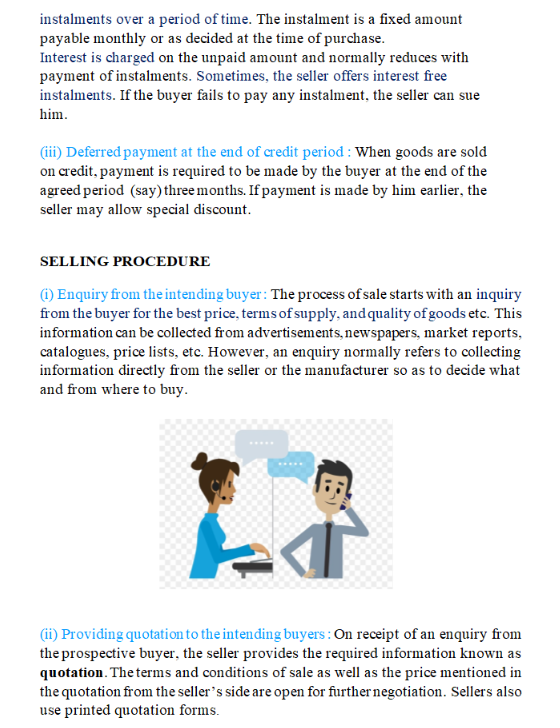 instalments over a period of time. The instalment is a fixed amount
payable monthly or as decided at the time of purchase.
Interest is charged on the unpaid amount and normally reduces with
payment of instalments. Sometimes, the seller offers interest free
instalments. If the buyer fails to pay any instalment, the seller can sue
him.
(iii) Deferred payment at the end of credit period : When goods are sold
on credit, payment is required to be made by the buyer at the end of the
agreed period (say) three months. If payment is made by him earlier, the
seller may allow special discount.
SELLING PROCEDURE
(i) Enquiry from the intending buyer: The process of sale starts with an inquiry
from the buyer for the best price, terms of supply, and quality of goods etc. This
information can be collected from advertisements, newspapers, market reports,
catalogues, price lists, etc. However, an enquiry normally refers to collecting
information directly from the seller or the manufacturer so as to decide what
and from where to buy.
(ii) Providing quotation to the intending buyers : On receipt of an enquiry from
the prospective buyer, the seller provides the required information known as
quotation. The terms and conditions of sale as well as the price mentioned in
the quotation from the seller's side are open for further negotiation. Sellers also
use printed quotation forms.